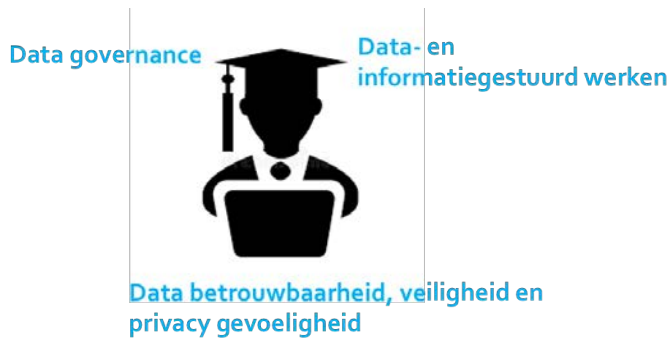 Data governance
Data- en
informatiegestuurd werken
Data betrouwbaarheid, veiligheid en
privacy gevoeligheid